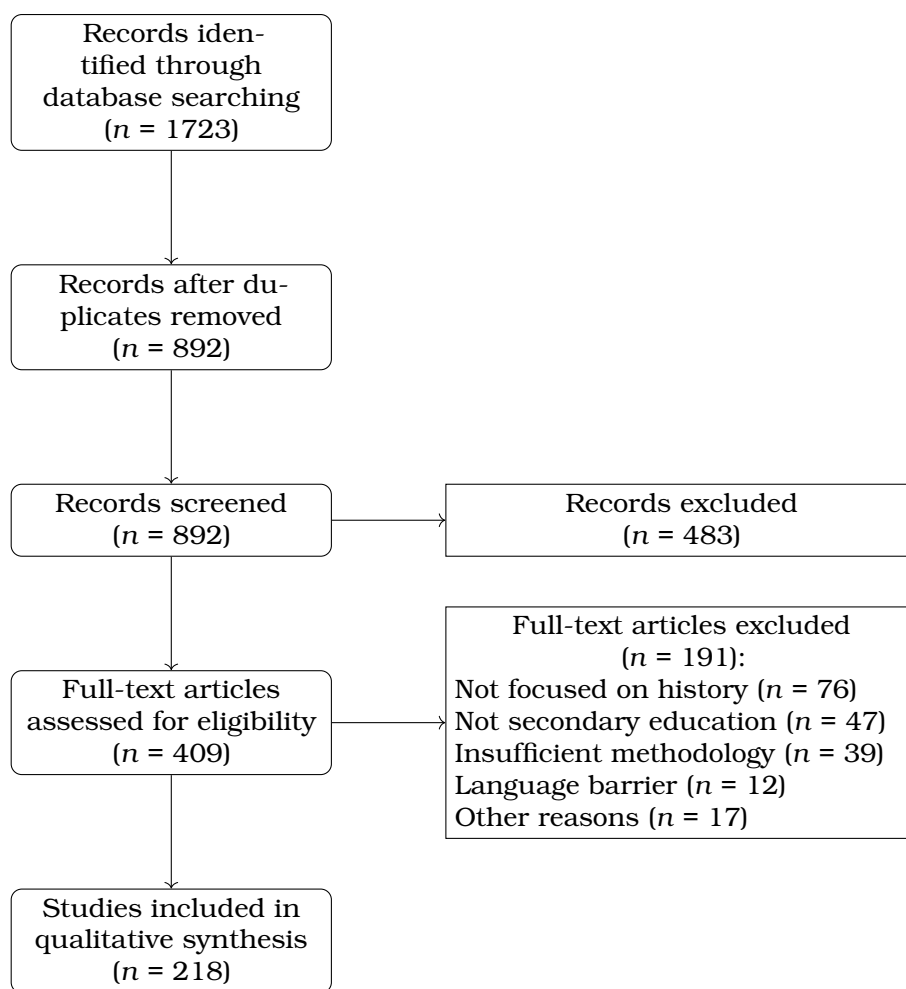 Records iden-
tified through
database searching
(n = 1723)
Records after du-
plicates removed
(n = 892)
Records screened
(n = 892)
Records excluded
(n = 483)
Full-text articles
assessed for eligibility
(n = 409)
Full-text articles excluded
(n = 191):
Not focused on history (n = 76)
Not secondary education (n = 47)
Insufficient methodology (n = 39)
Language barrier (n = 12)
Other reasons (n = 17)
Studies included in
qualitative synthesis
(n = 218)